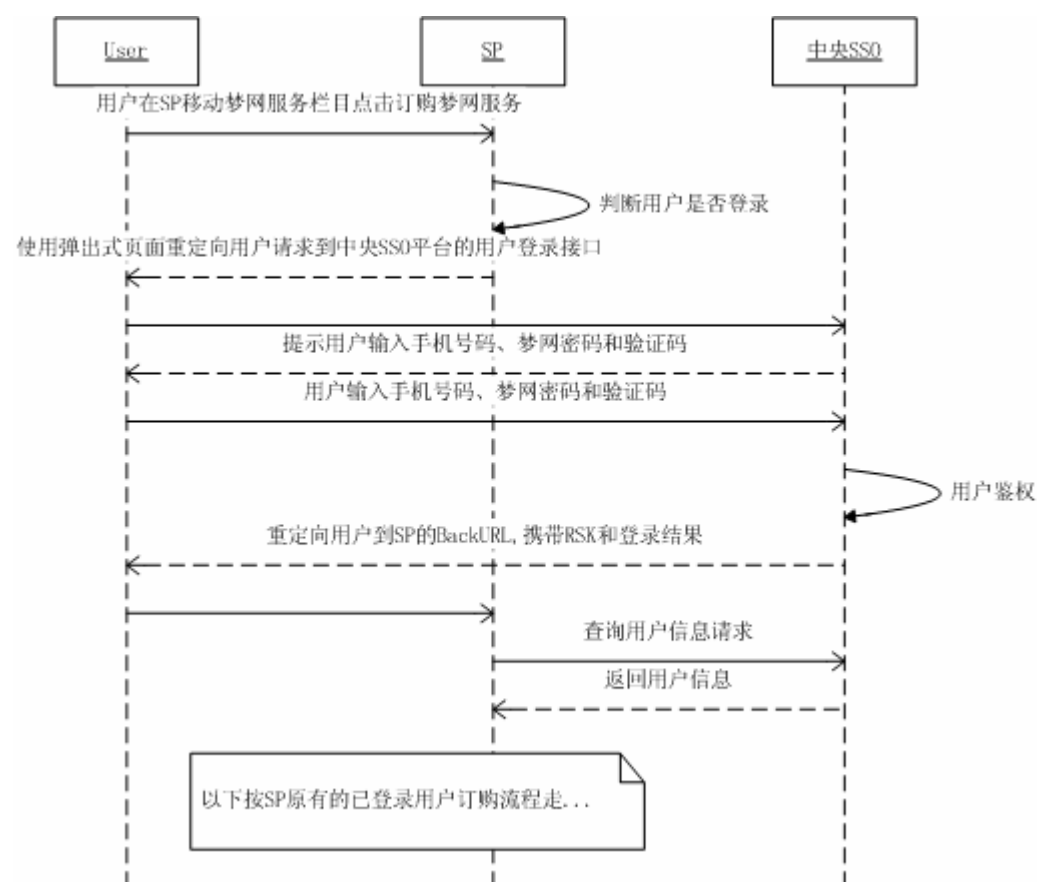 User
SP
中央SSO
用户在SP移动梦网服务栏目点击订购梦网服务
判断用户是否登录
使用弹出式页面重定向用户请求到中央SSO平台的用户登录接口
提示用户输入手机号码、梦网密码和验证码
用户输入手机号码、梦网密码和验证码
用户鉴权
重定向用户到SP的BackURL,携带RSK和登录结果
查询用户信息请求
返回用户信息
以下按SP原有的已登录用户订购流程走...